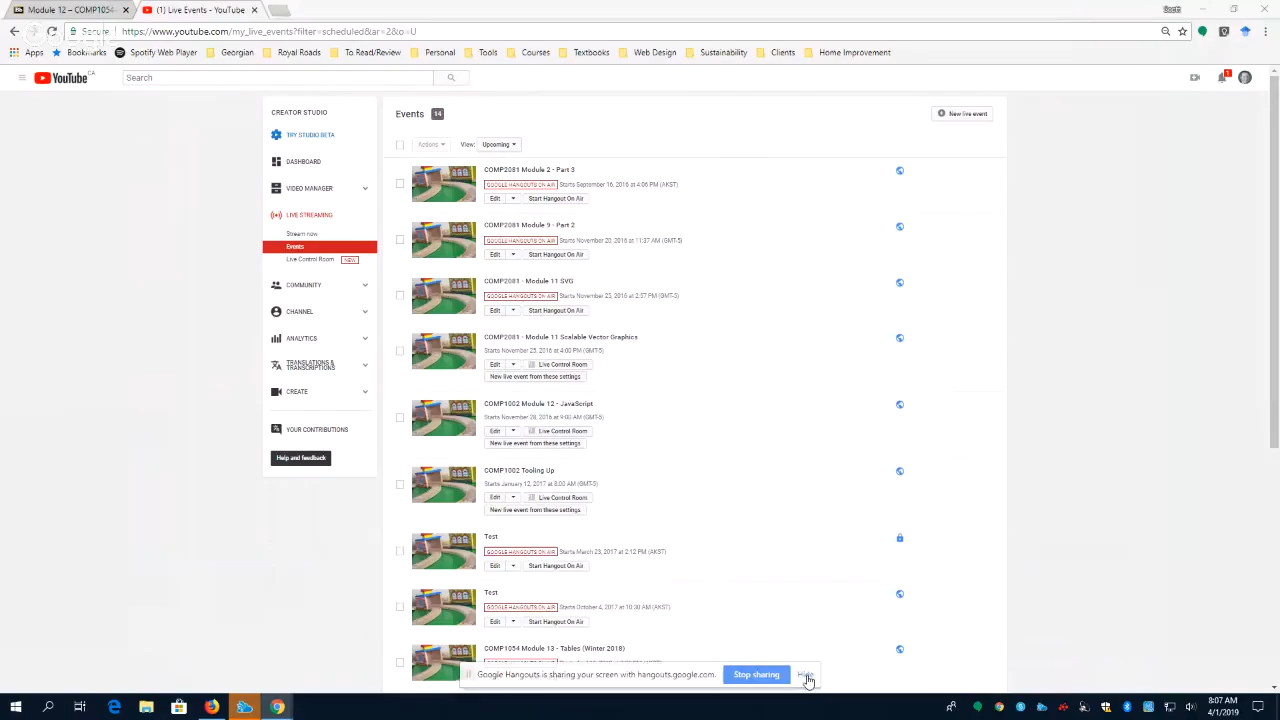 Module 12 – COMP1054
(1) Live Events - YouTube
Secure
https://www.youtube.com/my_live_events?filter=scheduled&ar=2&o=U
Apps Bookmarks Spotify Web Player Georgian Royal Roads To Read/Review Tools Courses Textbooks Web Design Sustainability Clients Home Improvement
YouTube CA
Search
1
CREATOR STUDIO
TRY STUDIO BETA
DASHBOARD
VIDEO MANAGER
LIVE STREAMING
Stream now
Events
Live Control Room NEW
COMMUNITY
CHANNEL
ANALYTICS
TRANSLATIONS &
TRANSCRIPTIONS
CREATE
YOUR CONTRIBUTIONS
Help and feedback
Events 14
New live event
Actions View: Upcoming
COMP2081 Module 2 - Part 3
GOOGLE HANGOUTS ON AIR Starts September 16, 2016 at 4:06 PM (AKST)
Edit Start Hangout On Air
COMP2081 Module 9 - Part 2
GOOGLE HANGOUTS ON AIR Starts November 20, 2016 at 11:37 AM (GMT-5)
Edit Start Hangout On Air
COMP2081 - Module 11 SVG
GOOGLE HANGOUTS ON AIR Starts November 25, 2016 at 2:57 PM (GMT-5)
Edit Start Hangout On Air
COMP2081 - Module 11 Scalable Vector Graphics
Starts November 25, 2016 at 4:00 PM (GMT-5)
Edit Live Control Room
New live event from these settings
COMP1002 Module 12 - JavaScript
Starts November 28, 2016 at 9:00 AM (GMT-5)
Edit Live Control Room
New live event from these settings
COMP1002 Tooling Up
Starts January 12, 2017 at 8:00 AM (GMT-5)
Edit Live Control Room
New live event from these settings
Test
GOOGLE HANGOUTS ON AIR Starts March 23, 2017 at 2:12 PM (AKST)
Edit Start Hangout On Air
Test
GOOGLE HANGOUTS ON AIR Starts October 4, 2017 at 10:30 AM (AKST)
Edit Start Hangout On Air
COMP1054 Module 13 - Tables (Winter 2018)
Google Hangouts is sharing your screen with hangouts.google.com.
Stop sharing
8:07 AM
4/1/2019